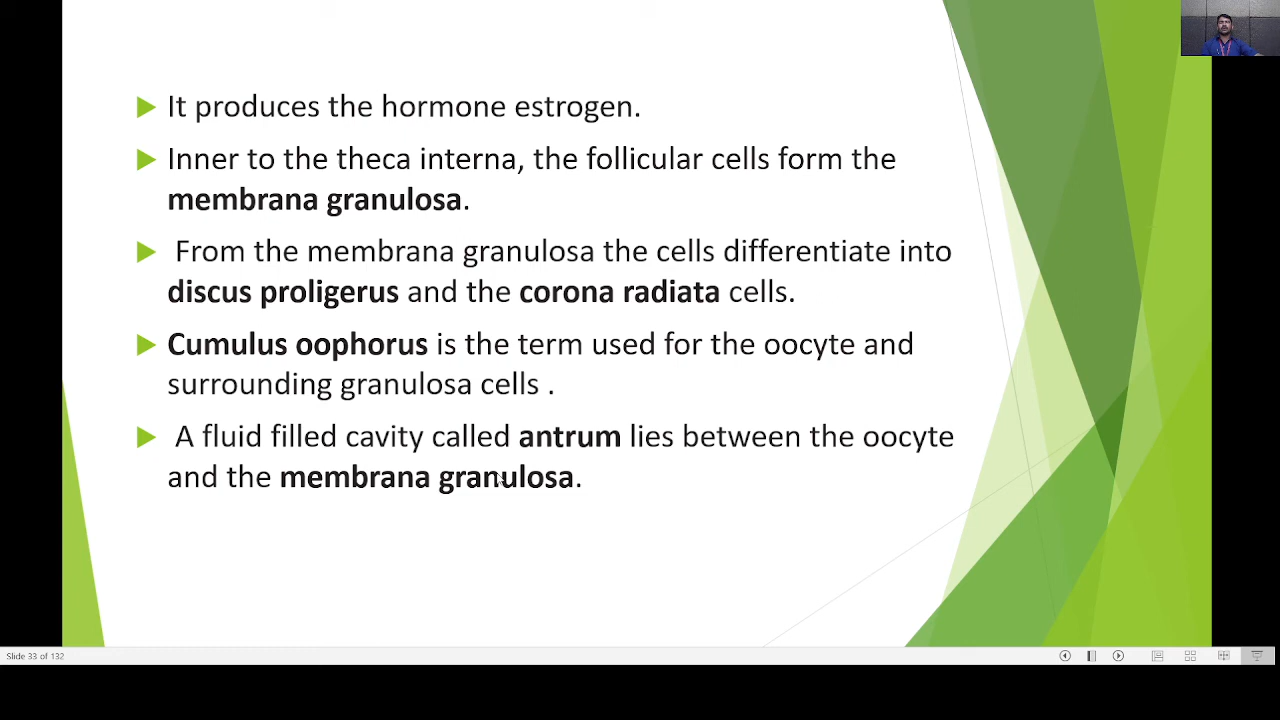 It produces the hormone estrogen.
Inner to the theca interna, the follicular cells form the
membrana granulosa.
From the membrana granulosa the cells differentiate into
discus proligerus and the corona radiata cells.
Cumulus oophorus is the term used for the oocyte and
surrounding granulosa cells .
A fluid filled cavity called antrum lies between the oocyte
and the membrana granulosa.
Slide 33 of 132